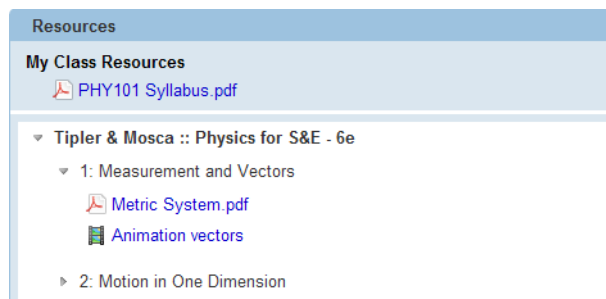 Resources
My Class Resources
PHY101 Syllabus.pdf
Tipler & Mosca :: Physics for S&E - 6e
1: Measurement and Vectors
Metric System.pdf
Animation vectors
2: Motion in One Dimension